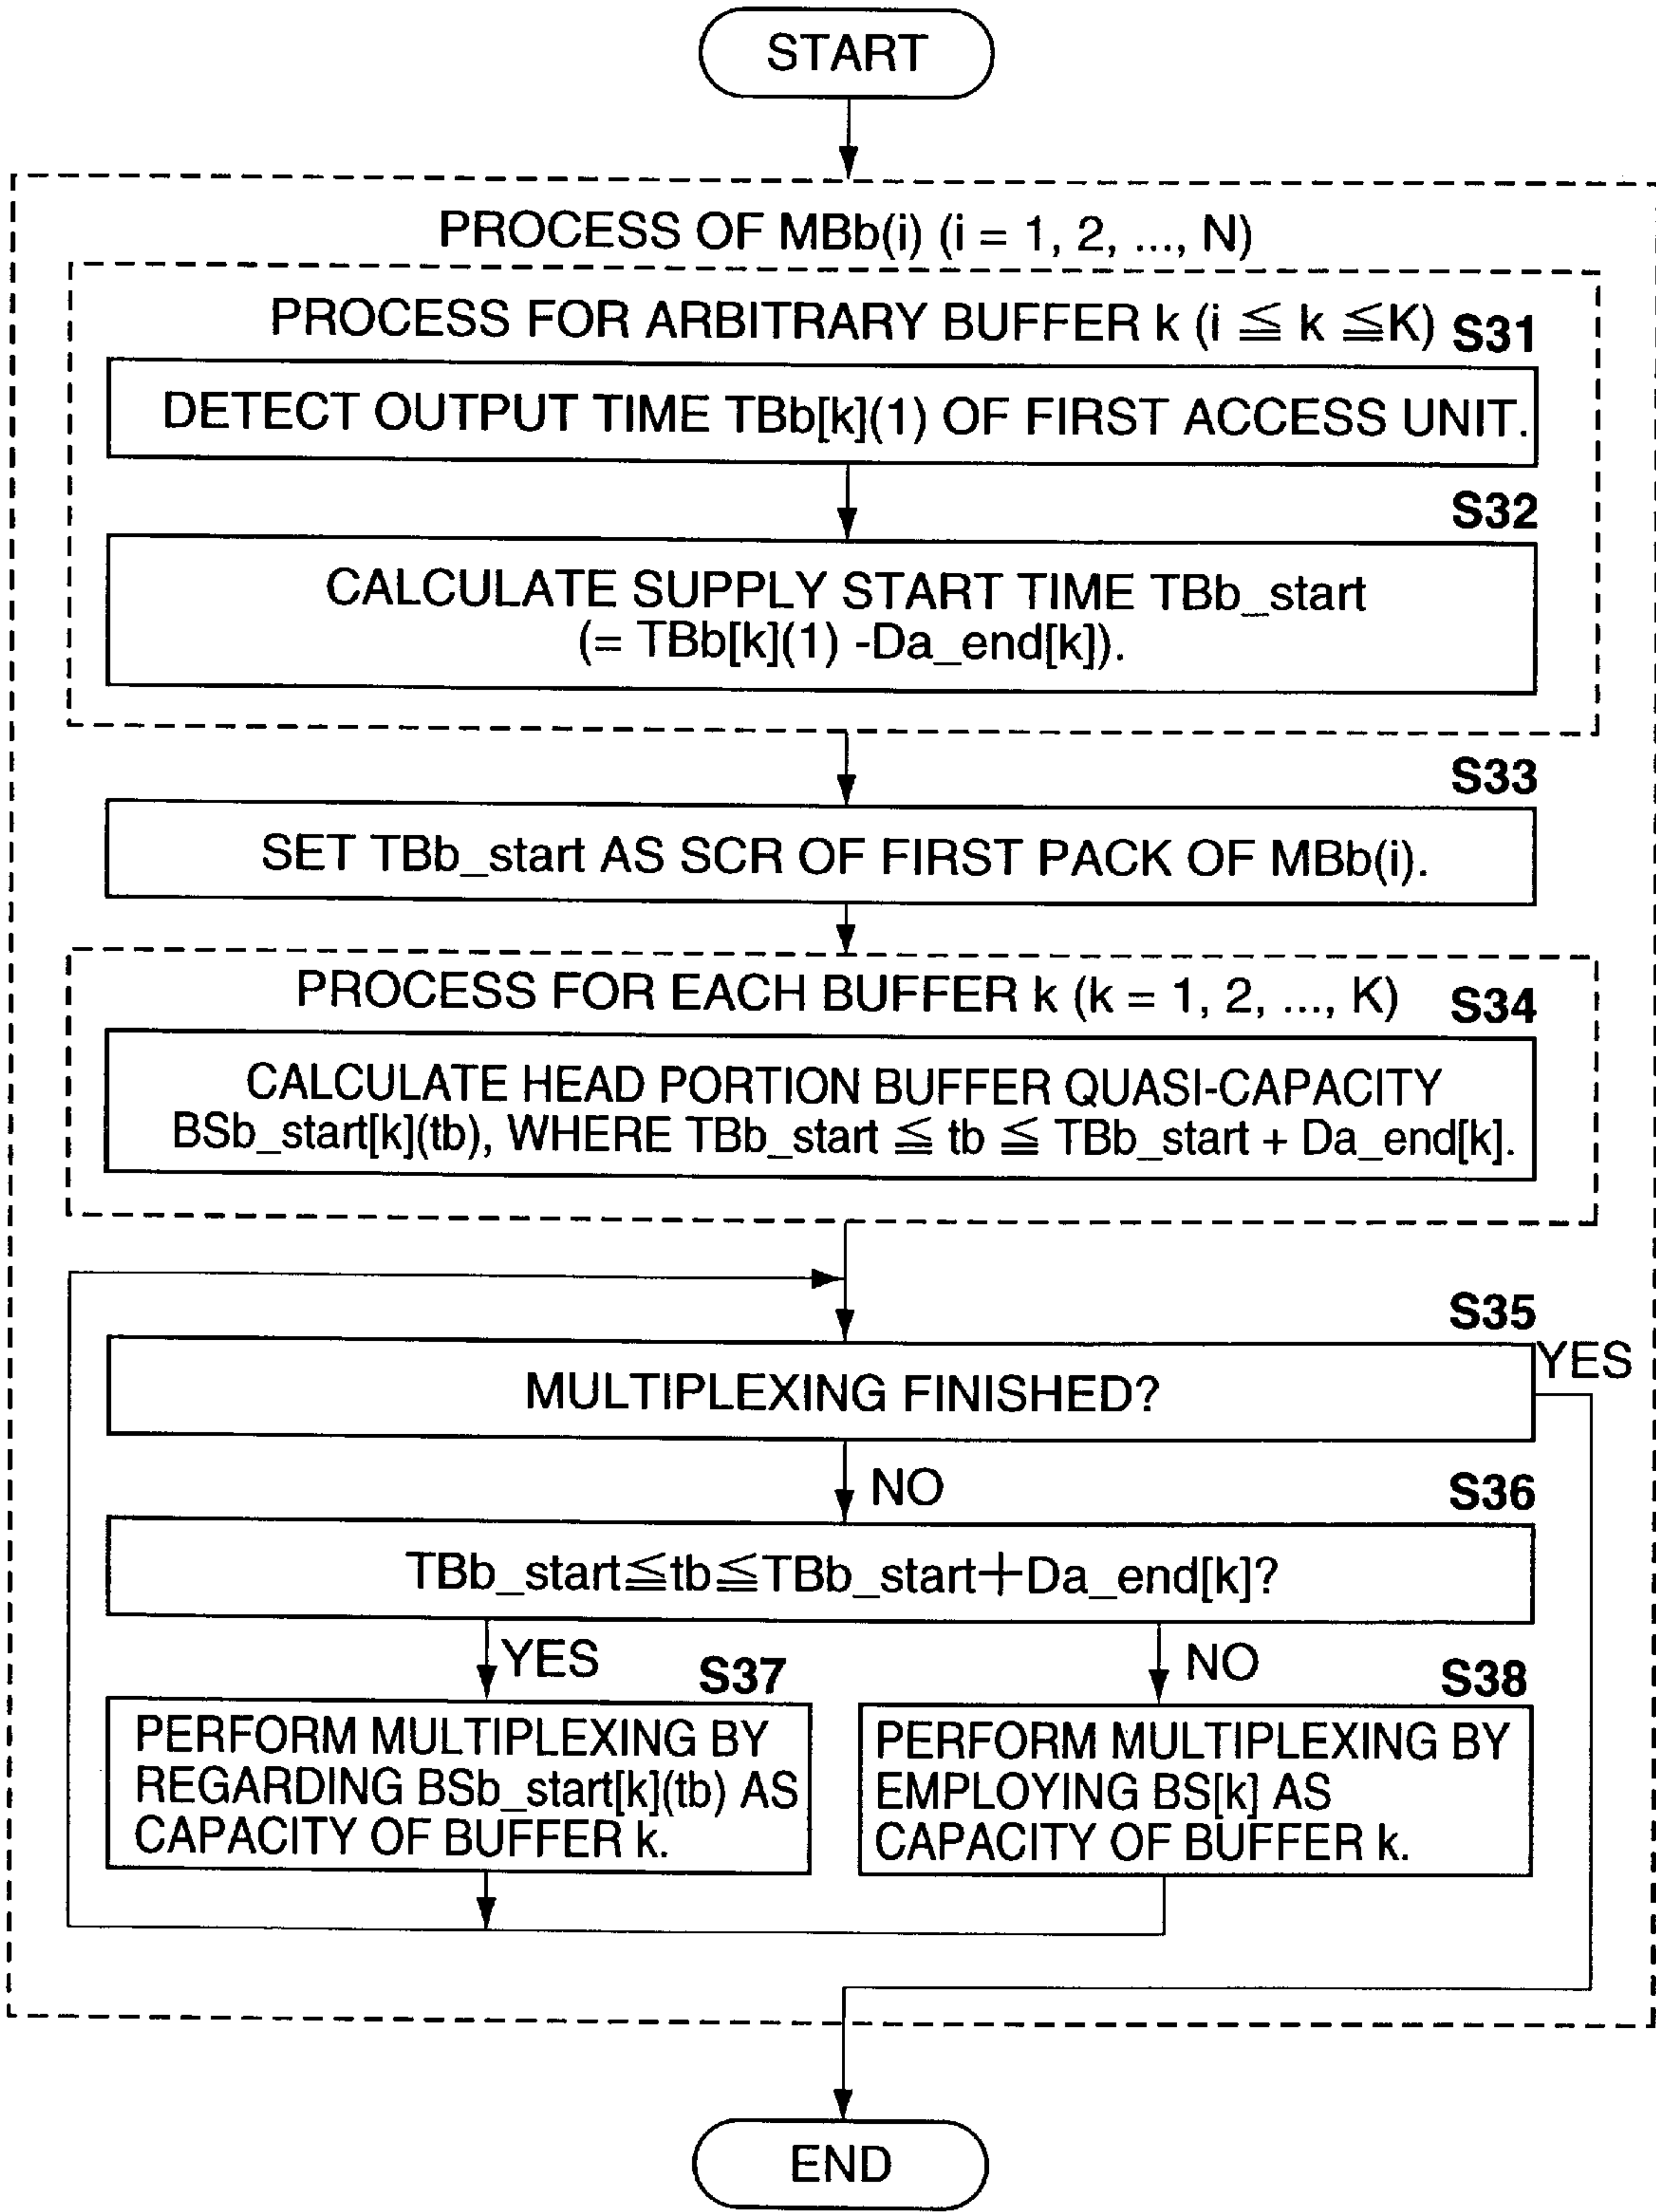 START
PROCESS OF MBb(i) (i = 1, 2, ..., N)
PROCESS FOR ARBITRARY BUFFER k (i ≦ k ≦K) S31
DETECT OUTPUT TIME TBb[k](1) OF FIRST ACCESS UNIT.
S32
CALCULATE SUPPLY START TIME TBb_start
(= TBb[k](1) -Da_end[k]).
S33
SET TBb_start AS SCR OF FIRST PACK OF MBb(i).
PROCESS FOR EACH BUFFER k (k = 1, 2, ..., K) S34
CALCULATE HEAD PORTION BUFFER QUASI-CAPACITY
BSb_start[k](tb), WHERE TBb_start ≦ tb ≦ TBb_start + Da_end[k].
S35
MULTIPLEXING FINISHED?
YES
NO
S36
TBb_start≦tb≦TBb_start+Da_end[k]?
YES
S37
PERFORM MULTIPLEXING BY
REGARDING BSb_start[k](tb) AS
CAPACITY OF BUFFER k.
NO
S38
PERFORM MULTIPLEXING BY
EMPLOYING BS[k] AS
CAPACITY OF BUFFER k.
END